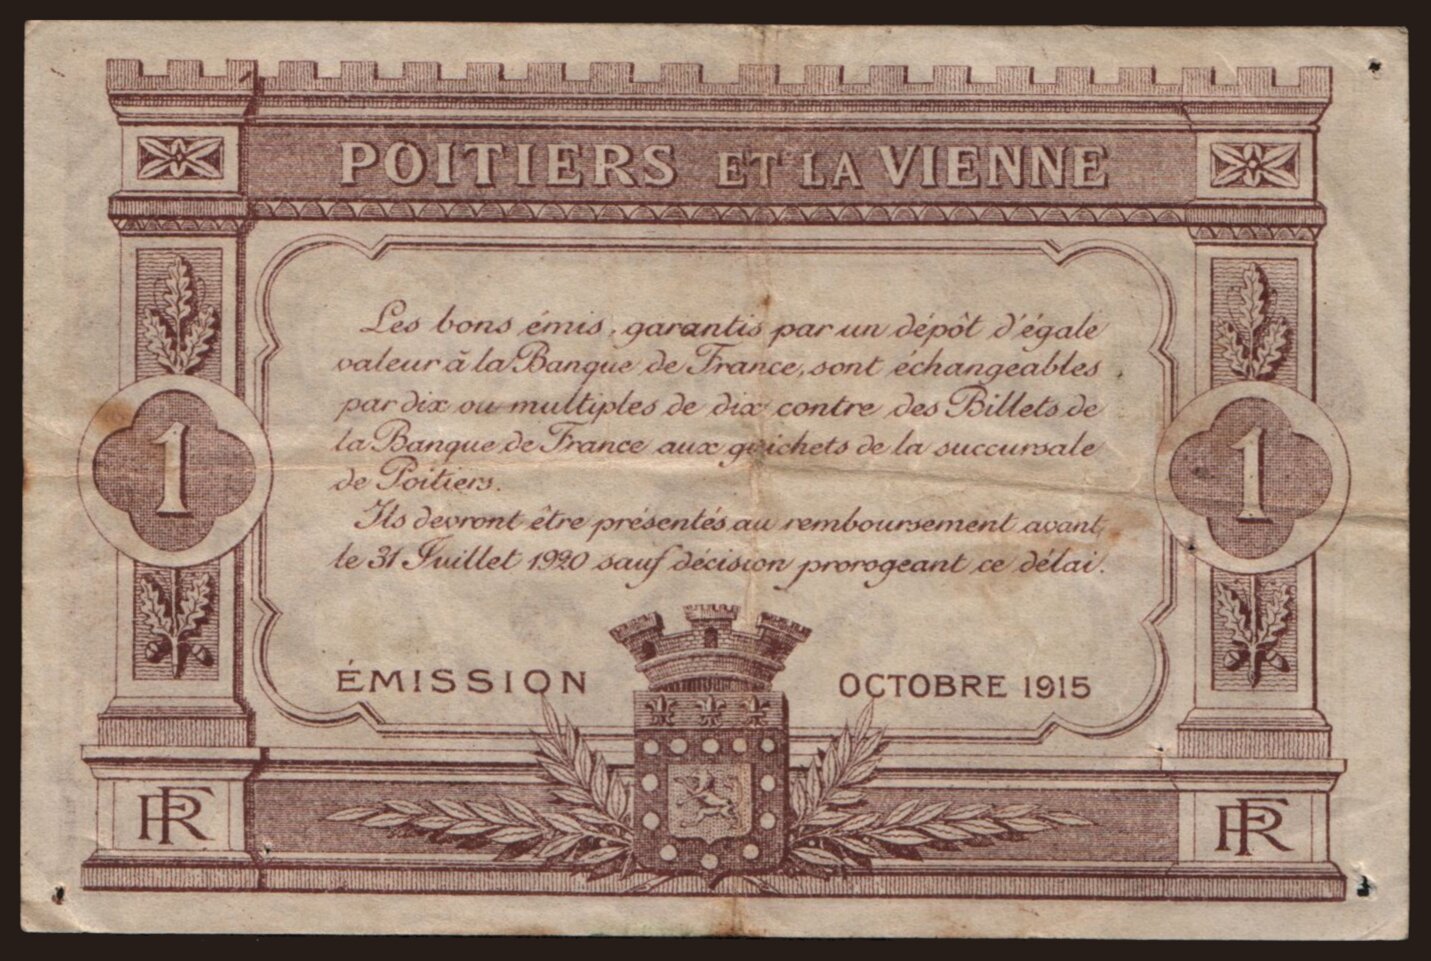 POITIERS ET LA VIENNE
Les bons émis, garantis par un dépôt d'égale
valeur à la Banque de France, sont échangeables
par dix ou multiples de dix contre des Billets de
la Banque de France aux guichets de la succursale
de Poitiers.
Ils devront être présentés au remboursement avant
le 31 Juillet 1920 sauf décision prorogeant ce délai.
1
1
ÉMISSION OCTOBRE 1915
RF
RF